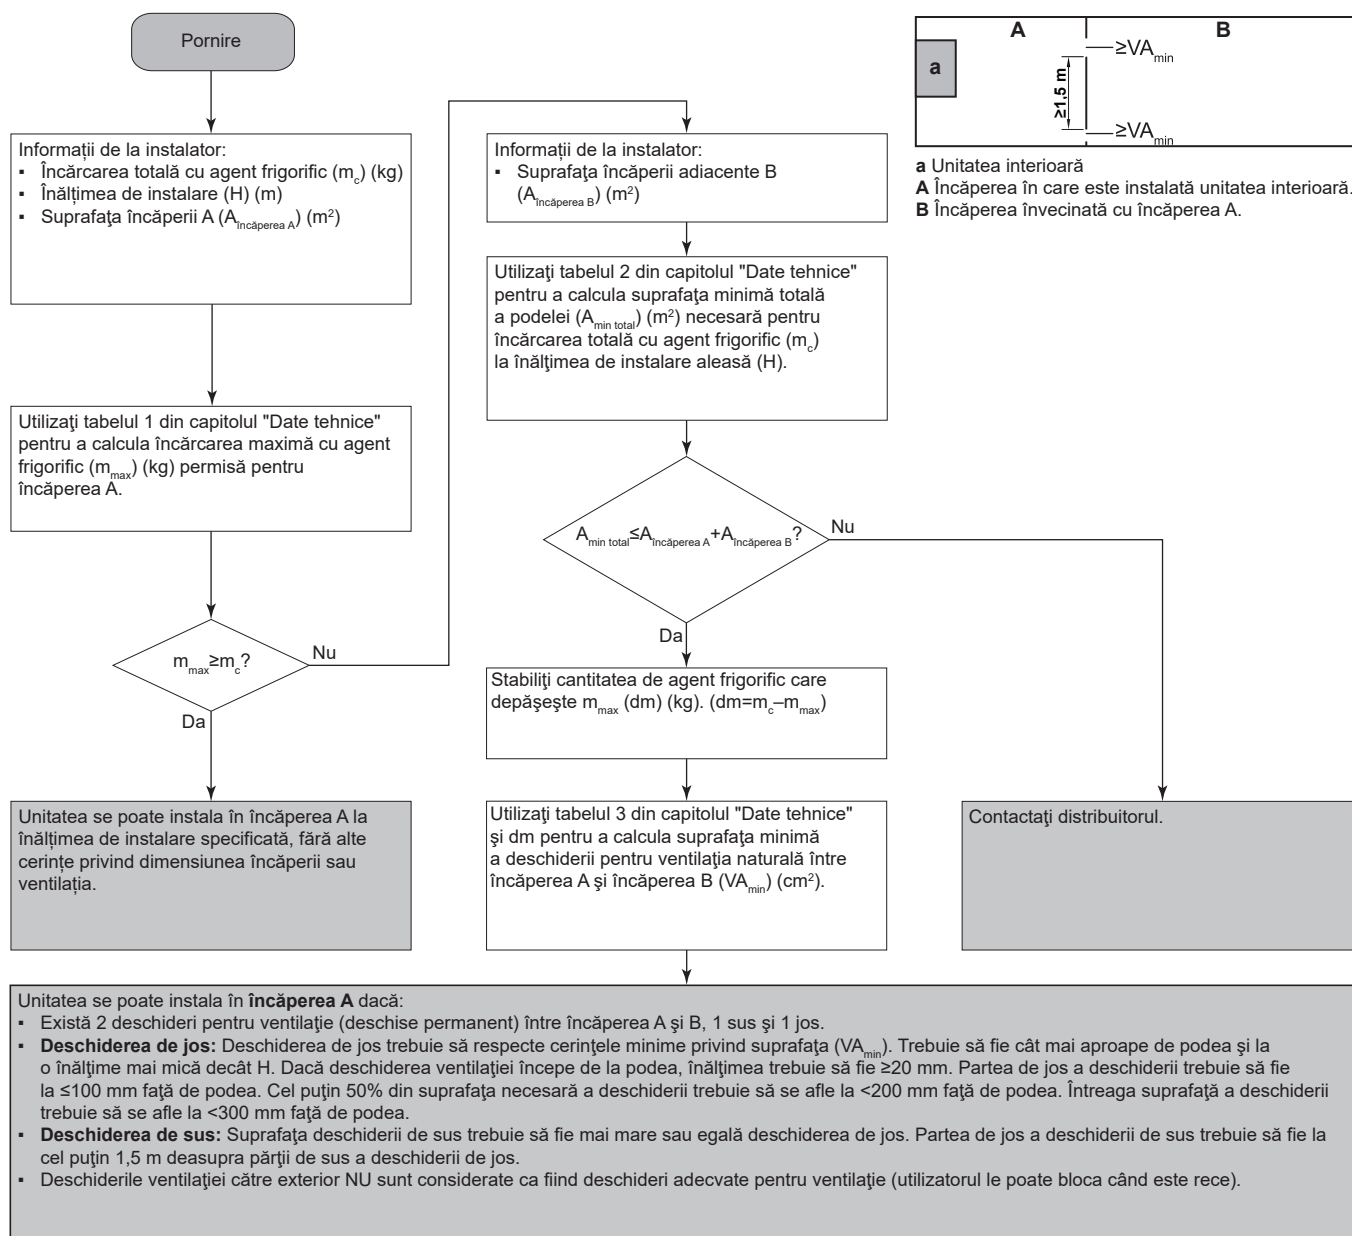 Pornire
Informații de la instalator:
▪ Încărcarea totală cu agent frigorific (mc) (kg)
▪ Înălțimea de instalare (H) (m)
▪ Suprafaţa încăperii A (Aîncăperea A) (m²)
Utilizaţi tabelul 1 din capitolul "Date tehnice"
pentru a calcula încărcarea maximă cu agent
frigorific (mmax) (kg) permisă pentru
încăperea A.
mmax≥mc?
Nu
Da
Unitatea se poate instala în încăperea A la
înălțimea de instalare specificată, fără alte
cerințe privind dimensiunea încăperii sau
ventilația.
Informații de la instalator:
▪ Suprafaţa încăperii adiacente B
(Aîncăperea B) (m²)
Utilizaţi tabelul 2 din capitolul "Date tehnice"
pentru a calcula suprafaţa minimă totală
a podelei (Amin total) (m²) necesară pentru
încărcarea totală cu agent frigorific (mc)
la înălţimea de instalare aleasă (H).
Amin total≤Aîncăperea A+Aîncăperea B?
Nu
Da
Stabiliţi cantitatea de agent frigorific care
depăşeşte mmax (dm) (kg). (dm=mc–mmax)
Utilizaţi tabelul 3 din capitolul "Date tehnice"
şi dm pentru a calcula suprafaţa minimă
a deschiderii pentru ventilaţia naturală între
încăperea A şi încăperea B (VAmin) (cm²).
Contactaţi distribuitorul.
A
B
a
≥1,5 m
≥VAmin
≥VAmin
a Unitatea interioară
A Încăperea în care este instalată unitatea interioară.
B Încăperea învecinată cu încăperea A.
Unitatea se poate instala în încăperea A dacă:
▪ Există 2 deschideri pentru ventilaţie (deschise permanent) între încăperea A şi B, 1 sus şi 1 jos.
▪ Deschiderea de jos: Deschiderea de jos trebuie să respecte cerinţele minime privind suprafaţa (VAmin). Trebuie să fie cât mai aproape de podea şi la
o înălţime mai mică decât H. Dacă deschiderea ventilaţiei începe de la podea, înălţimea trebuie să fie ≥20 mm. Partea de jos a deschiderii trebuie să fie
la ≤100 mm faţă de podea. Cel puţin 50% din suprafaţa necesară a deschiderii trebuie să se afle la <200 mm faţă de podea. Întreaga suprafaţă a deschiderii
trebuie să se afle la <300 mm faţă de podea.
▪ Deschiderea de sus: Suprafaţa deschiderii de sus trebuie să fie mai mare sau egală deschiderea de jos. Partea de jos a deschiderii de sus trebuie să fie la
cel puţin 1,5 m deasupra părţii de sus a deschiderii de jos.
▪ Deschiderile ventilaţiei către exterior NU sunt considerate ca fiind deschideri adecvate pentru ventilaţie (utilizatorul le poate bloca când este rece).